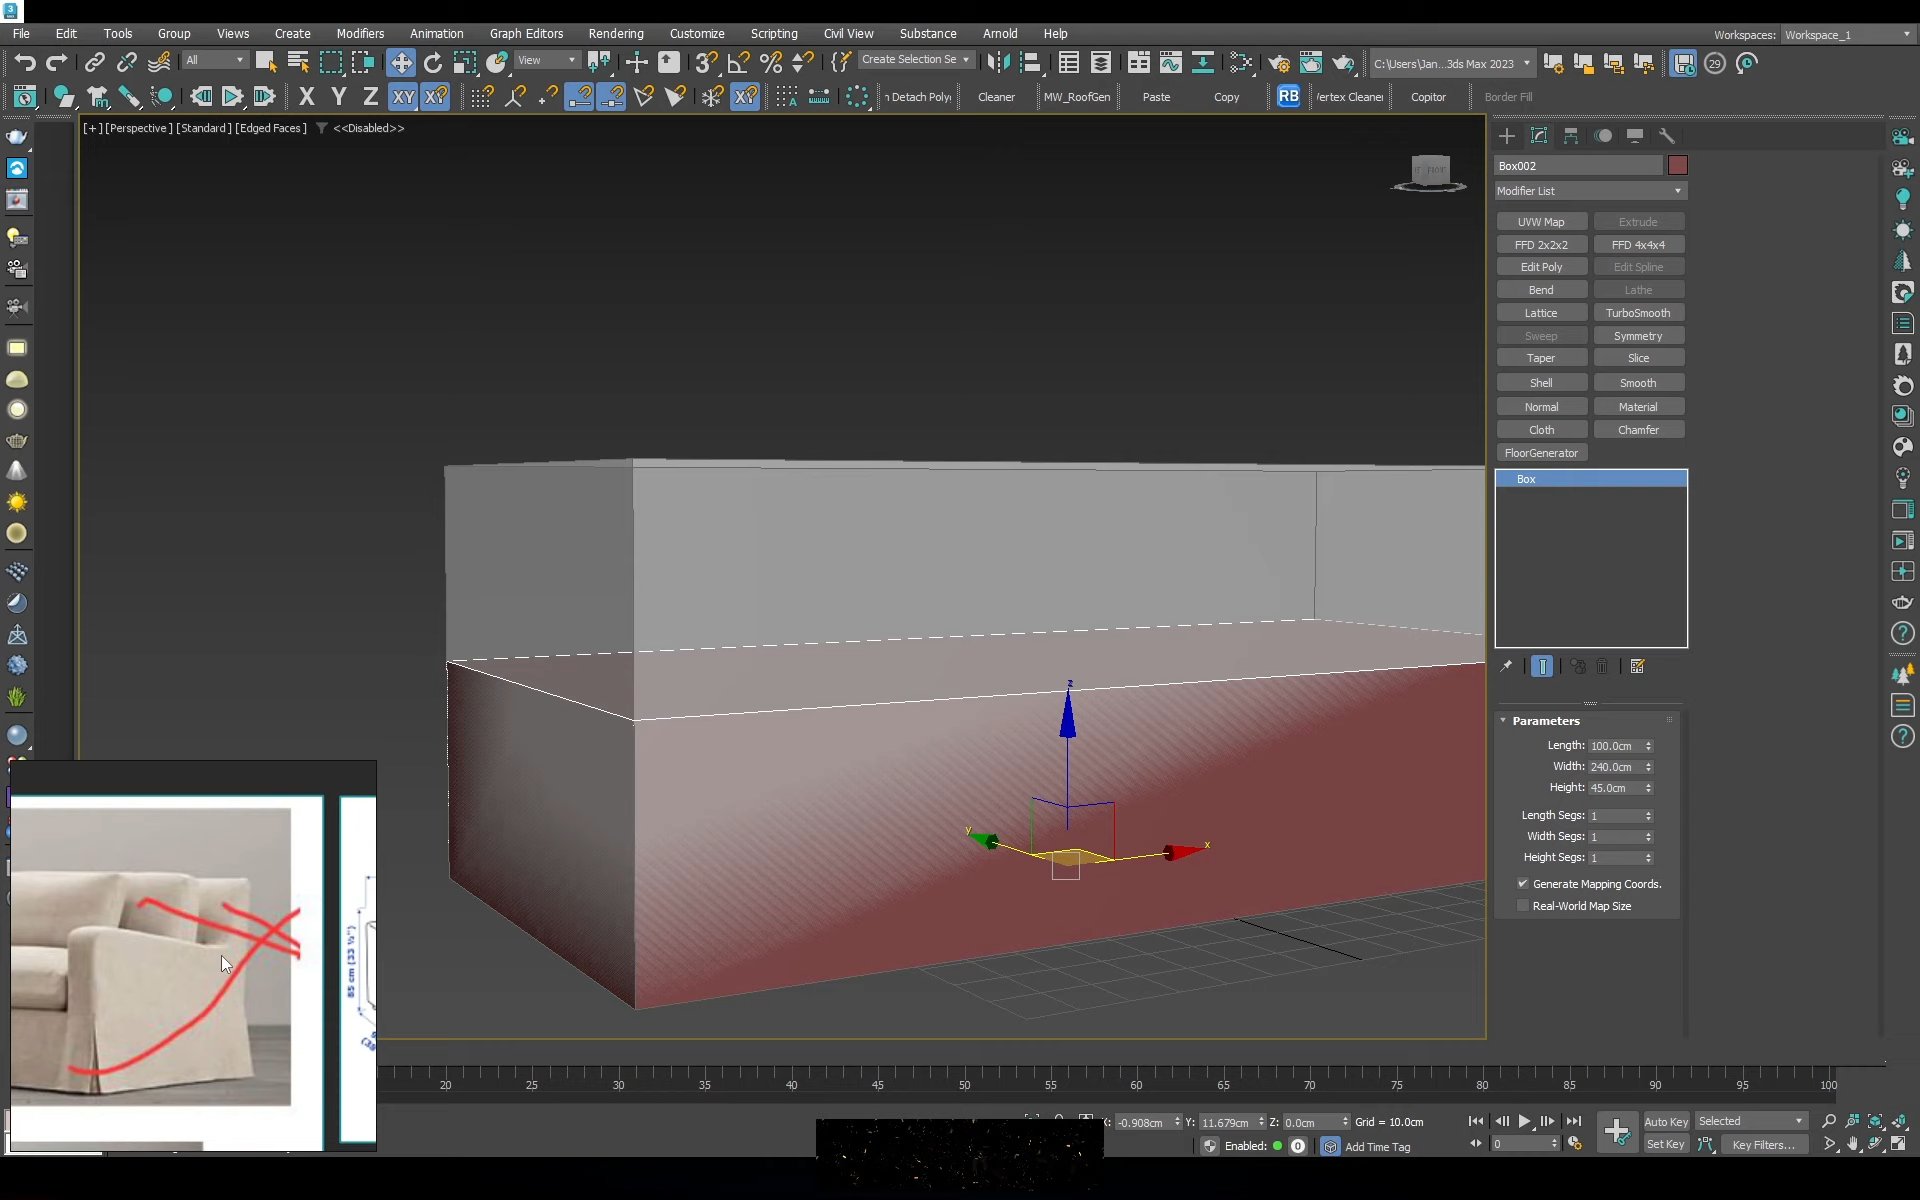 File Edit Tools Group Views Create Modifiers Animation Graph Editors Rendering Customize Scripting Civil View Substance Arnold Help Workspaces: Workspace_1
All View Create Selection Se C:\Users\Jan...3ds Max 2023 29
X Y Z XY XY XY n Detach Poly: Cleaner MW_RoofGen Paste Copy RB /ertex Cleaner Copitor Border Fill
[+] [Perspective] [Standard] [Edged Faces] <<Disabled>>
Box002
Modifier List
UVW Map Extrude
FFD 2x2x2 FFD 4x4x4
Edit Poly Edit Spline
Bend Lathe
Lattice TurboSmooth
Sweep Symmetry
Taper Slice
Shell Smooth
Normal Material
Cloth Chamfer
FloorGenerator
Box
Parameters
Length: 100.0cm
Width: 240.0cm
Height: 45.0cm
Length Segs: 1
Width Segs: 1
Height Segs: 1
Generate Mapping Coords.
Real-World Map Size
z
y
x
85 cm (33 ½")
20 25 30 35 40 45 50 55 60 65 70 75 80 85 90 95 100
X: -0.908cm Y: 11.679cm Z: 0.0cm Grid = 10.0cm Auto Key Selected
Enabled: 0 Add Time Tag 0 Set Key Key Filters...